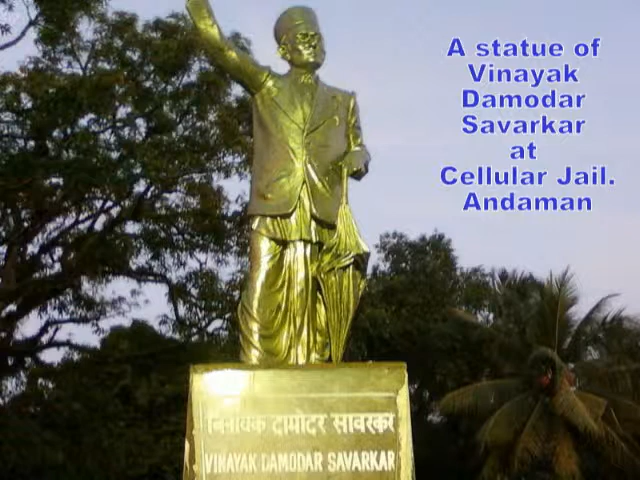 A statue of
Vinayak
Damodar
Savarkar
at
Cellular Jail.
Andaman
विनायक दामोदर सावरकर
VINAYAK DAMODAR SAVARKAR